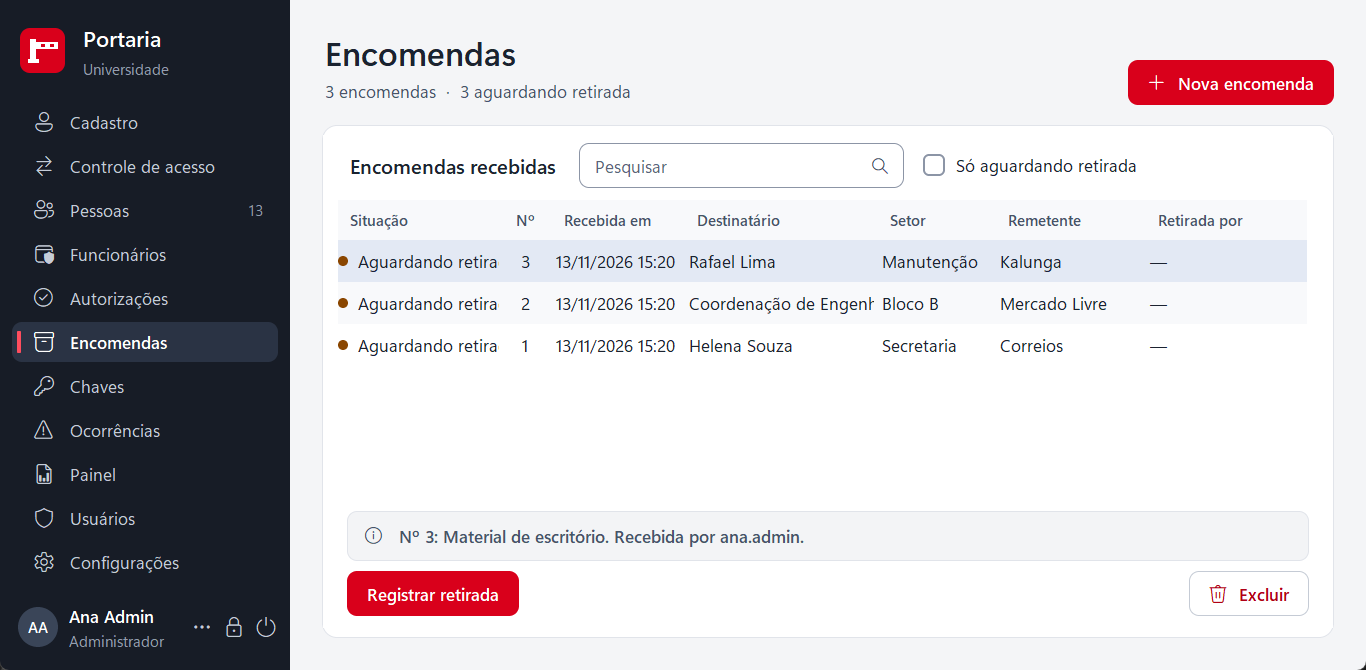 Portaria
Universidade
Cadastro
Controle de acesso
Pessoas 13
Funcionários
Autorizações
Encomendas
Chaves
Ocorrências
Painel
Usuários
Configurações
AA Ana Admin
Administrador
Encomendas
3 encomendas · 3 aguardando retirada
Nova encomenda
Encomendas recebidas Pesquisar Só aguardando retirada
Situação Nº Recebida em Destinatário Setor Remetente Retirada por
Aguardando retira 3 13/11/2026 15:20 Rafael Lima Manutenção Kalunga —
Aguardando retira 2 13/11/2026 15:20 Coordenação de Engenh Bloco B Mercado Livre —
Aguardando retira 1 13/11/2026 15:20 Helena Souza Secretaria Correios —
Nº 3: Material de escritório. Recebida por ana.admin.
Registrar retirada Excluir